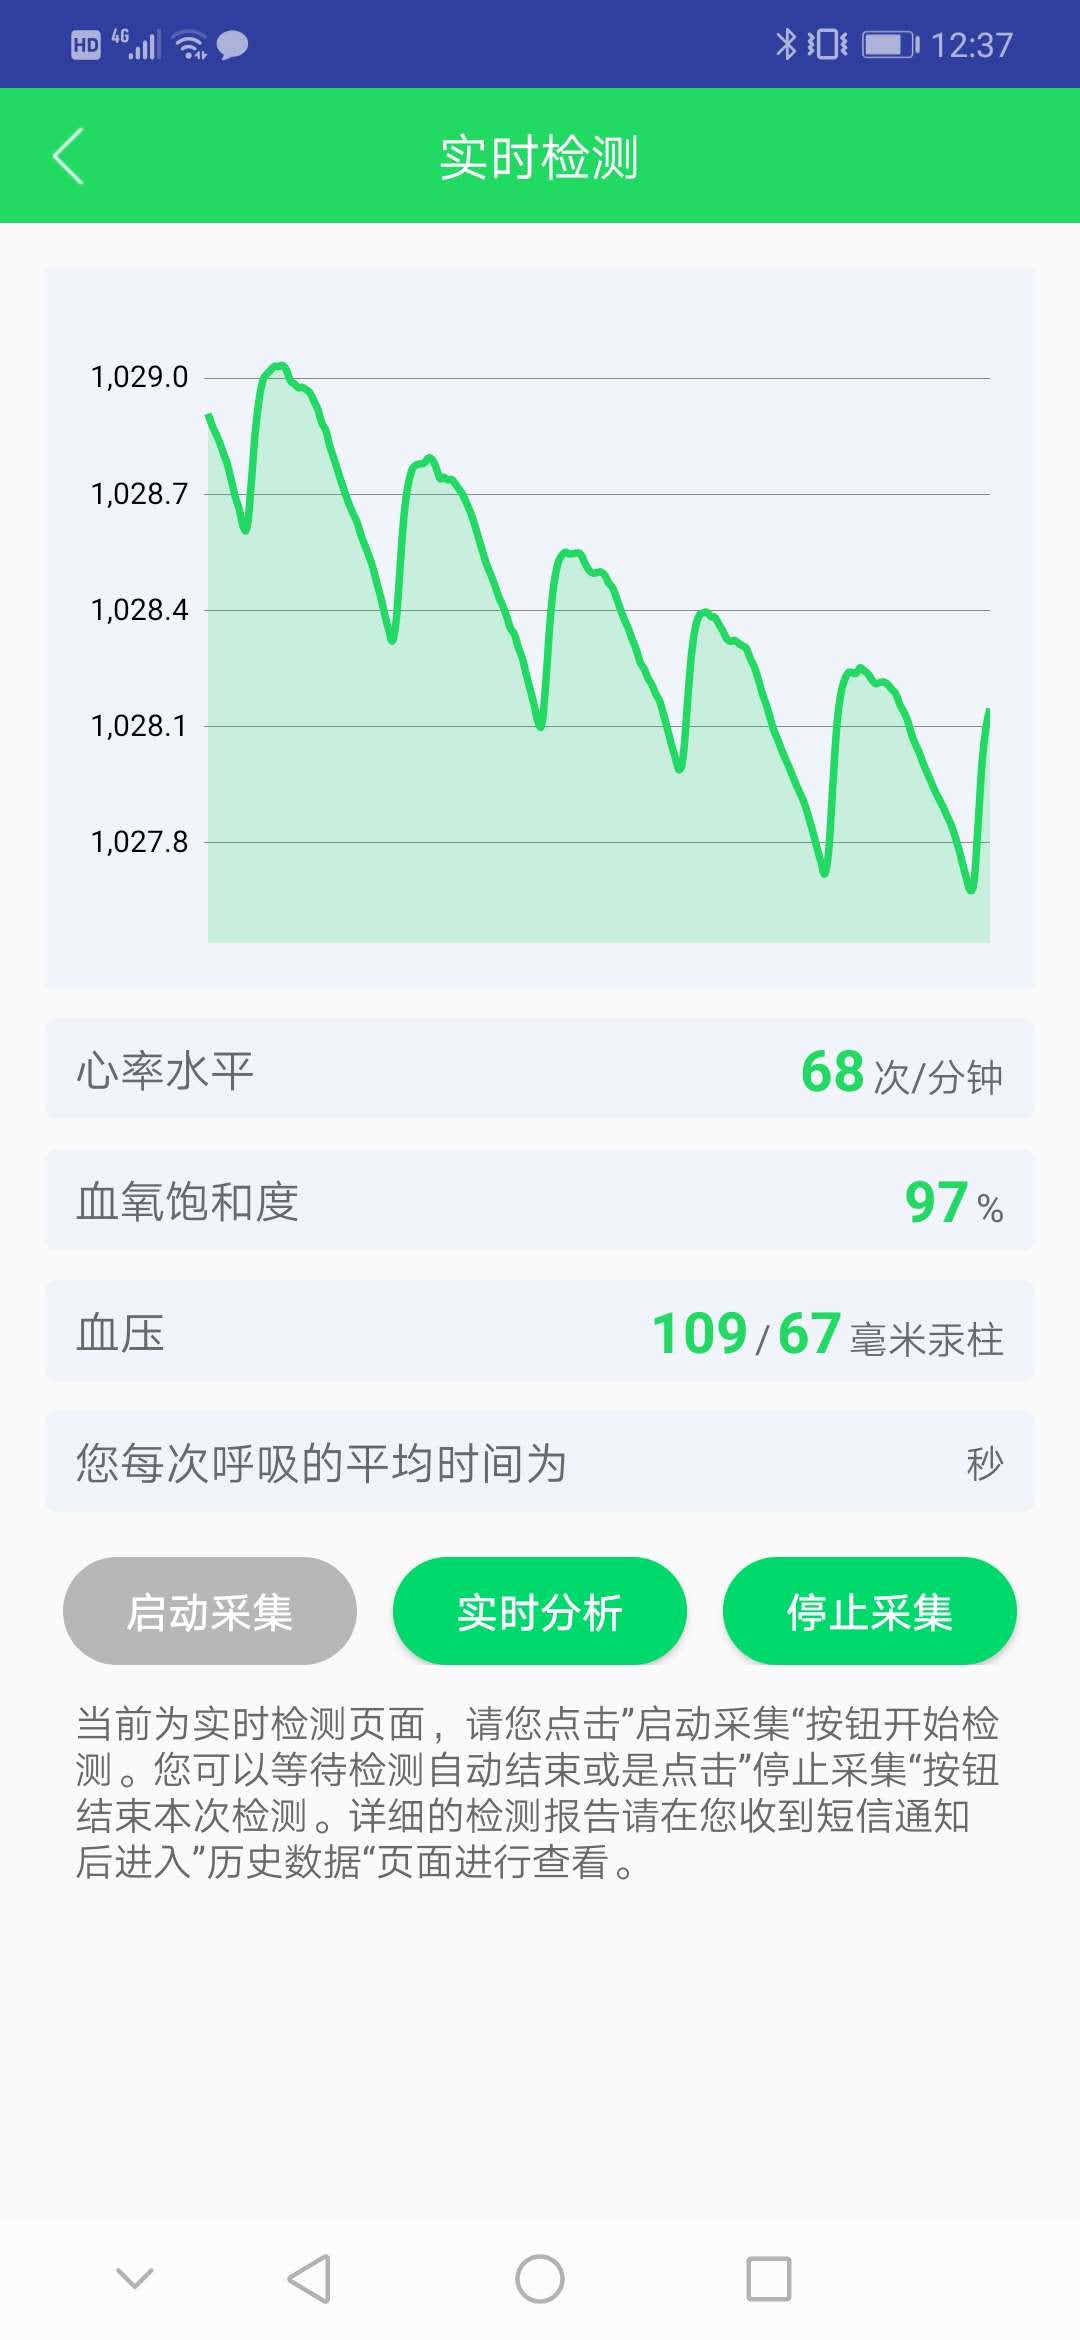 HD 4G 12:37
实时检测
1,029.0
1,028.7
1,028.4
1,028.1
1,027.8
心率水平 68 次/分钟
血氧饱和度 97 %
血压 109 / 67 毫米汞柱
您每次呼吸的平均时间为 秒
启动采集 实时分析 停止采集
当前为实时检测页面，请您点击”启动采集“按钮开始检
测。您可以等待检测自动结束或是点击”停止采集“按钮
结束本次检测。详细的检测报告请在您收到短信通知
后进入”历史数据“页面进行查看。